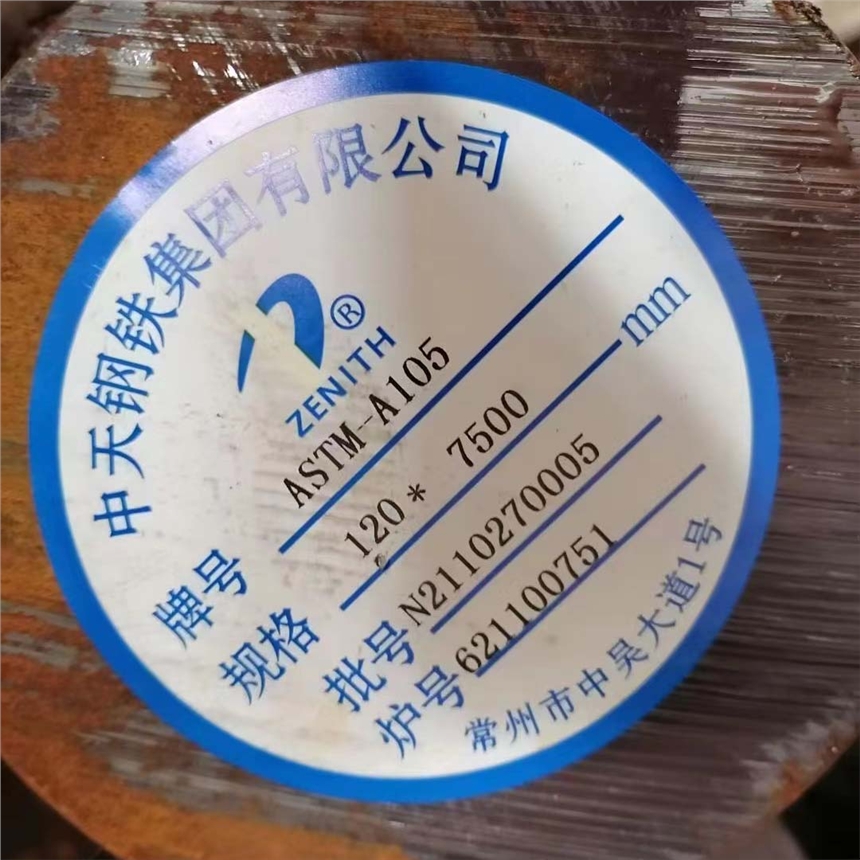 中天钢铁集团有限公司
®
ZENITH
牌号 ASTM-A105
规格 120* 7500 mm
批号 N2110270005
炉号 621100751
常州市中吴大道1号